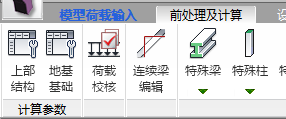 模型荷载输入 前处理及计算
上部 地基 荷载 连续梁 特殊梁 特殊柱
结构 基础 校核 编辑
计算参数